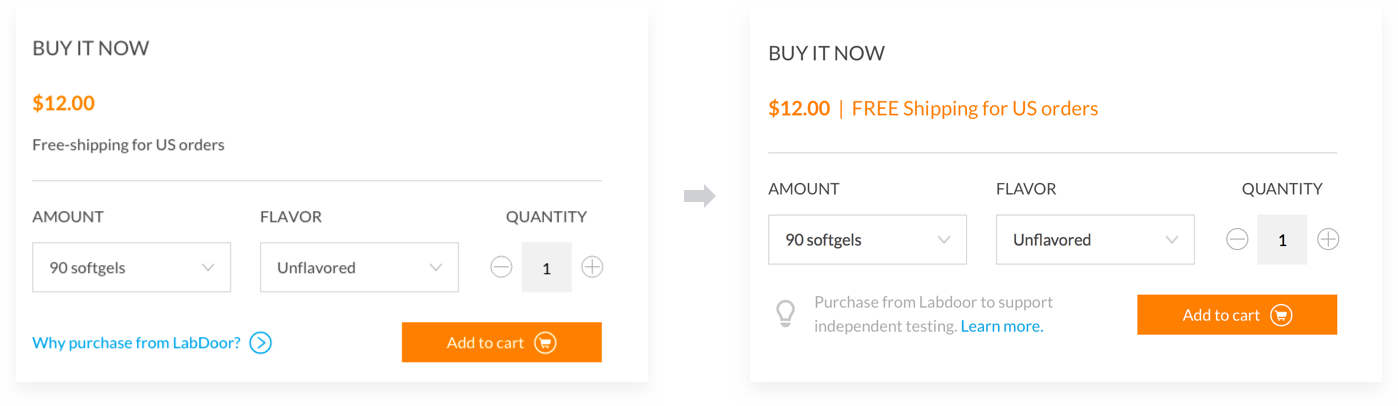 BUY IT NOW
$12.00
Free-shipping for US orders
AMOUNT FLAVOR QUANTITY
90 softgels Unflavored 1
Why purchase from LabDoor? Add to cart
BUY IT NOW
$12.00 | FREE Shipping for US orders
AMOUNT FLAVOR QUANTITY
90 softgels Unflavored 1
Purchase from Labdoor to support
independent testing. Learn more.
Add to cart